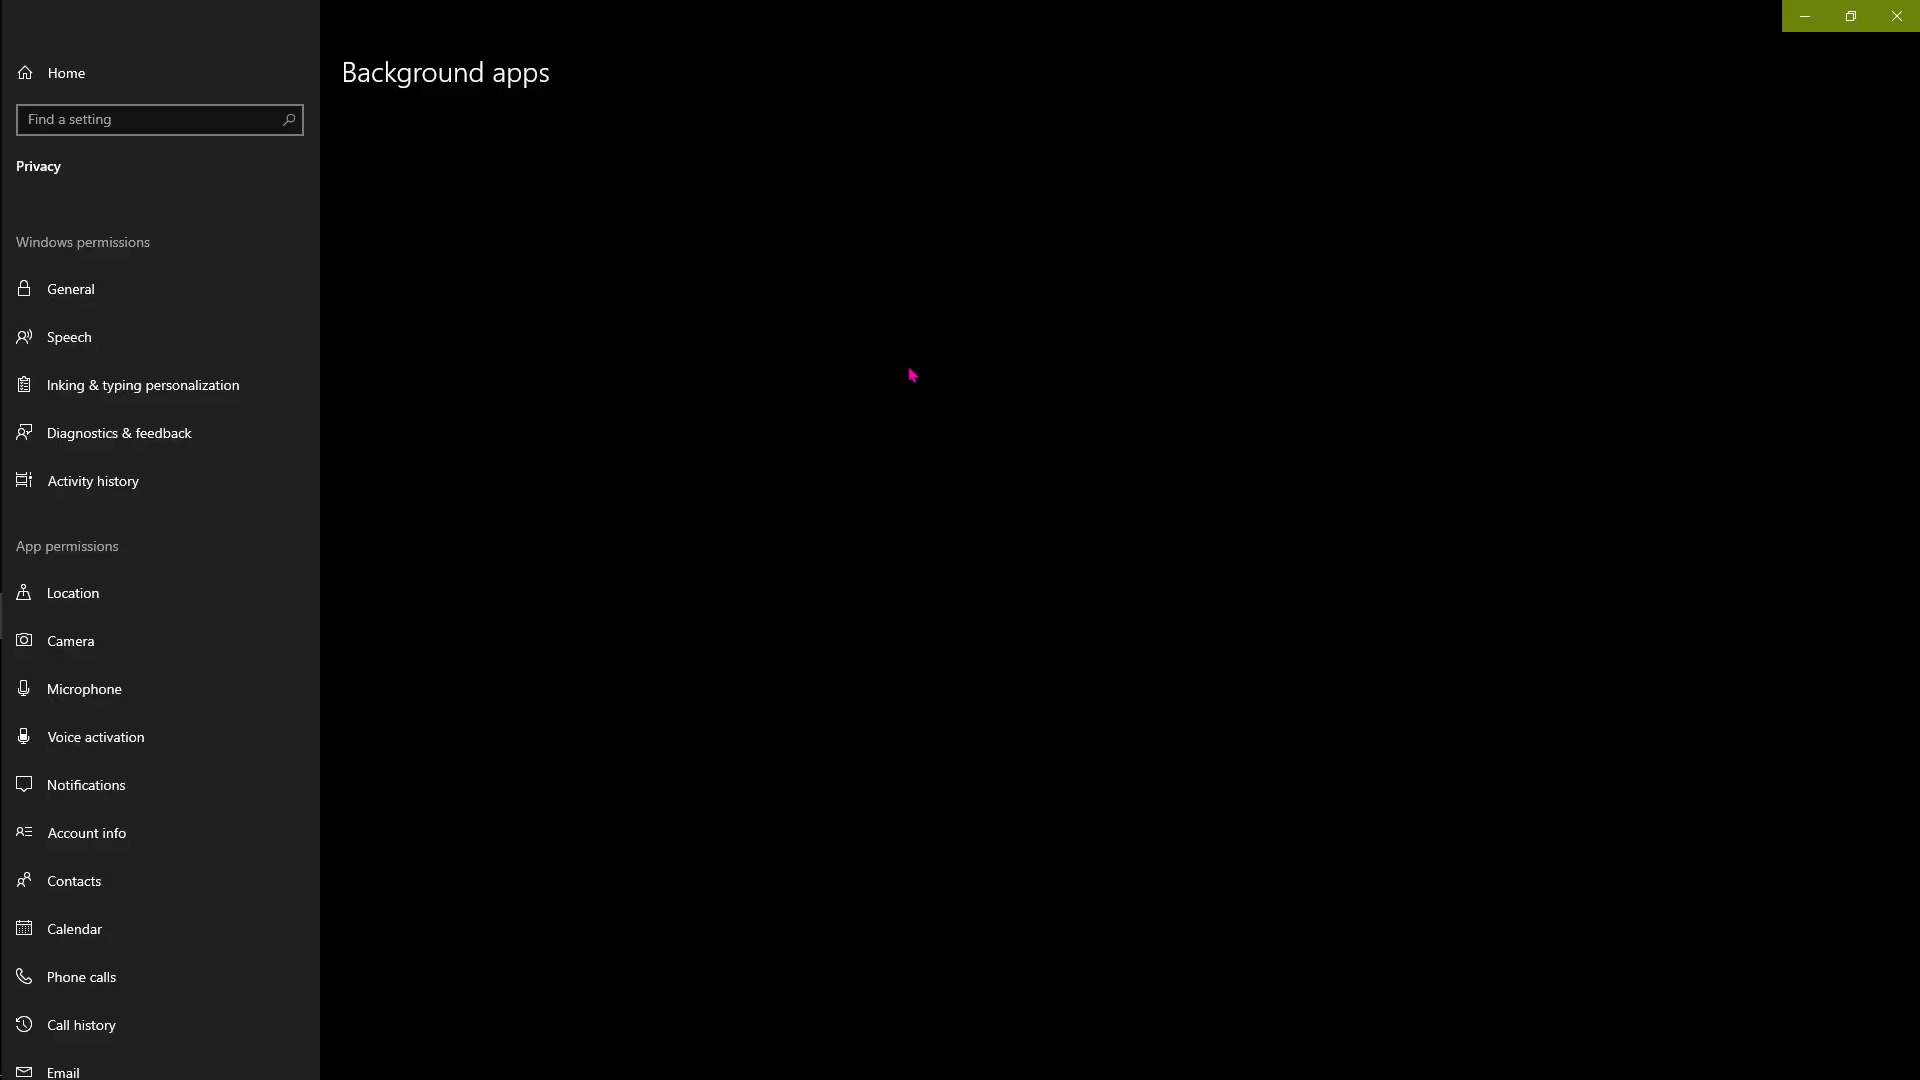 Home
Background apps
Find a setting
Privacy
Windows permissions
General
Speech
Inking & typing personalization
Diagnostics & feedback
Activity history
App permissions
Location
Camera
Microphone
Voice activation
Notifications
Account info
Contacts
Calendar
Phone calls
Call history
Email